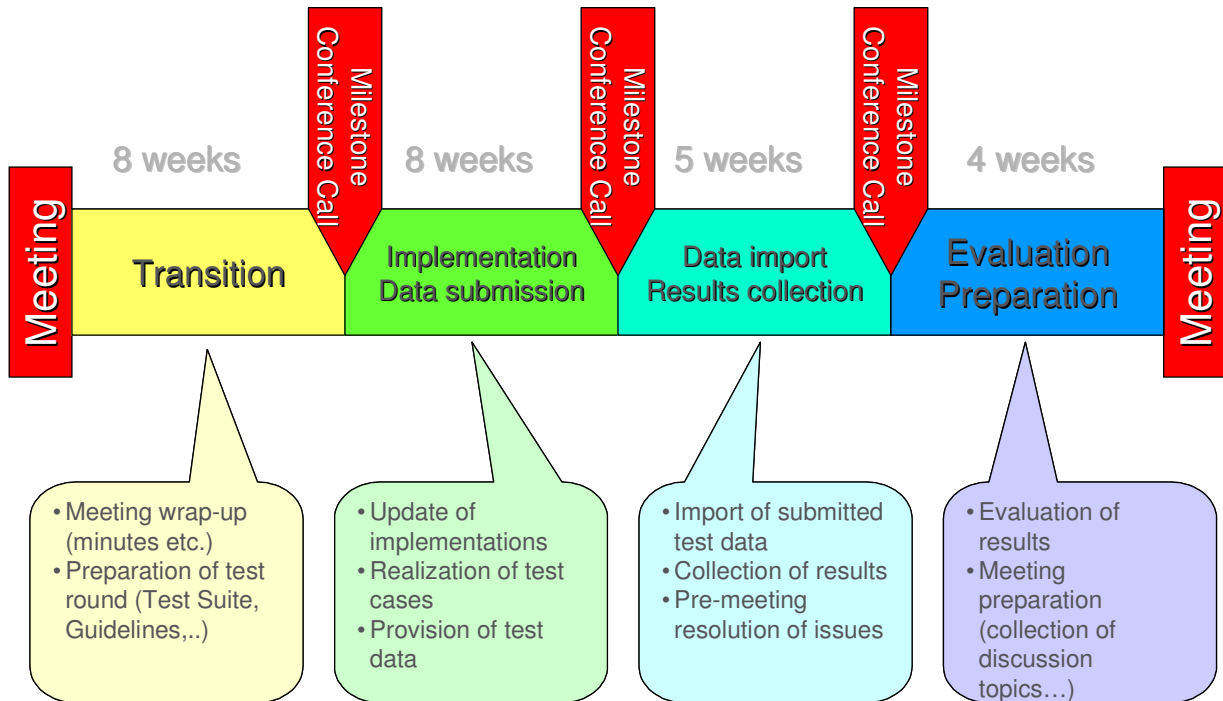 Meeting
8 weeks
Transition
Milestone
Conference Call
8 weeks
Implementation
Data submission
Milestone
Conference Call
5 weeks
Data import
Results collection
Milestone
Conference Call
4 weeks
Evaluation
Preparation
Meeting
• Meeting wrap-up
(minutes etc.)
• Preparation of test
round (Test Suite,
Guidelines,..)
• Update of
implementations
• Realization of test
cases
• Provision of test
data
• Import of submitted
test data
• Collection of results
• Pre-meeting
resolution of issues
• Evaluation of
results
• Meeting
preparation
(collection of
discussion
topics…)